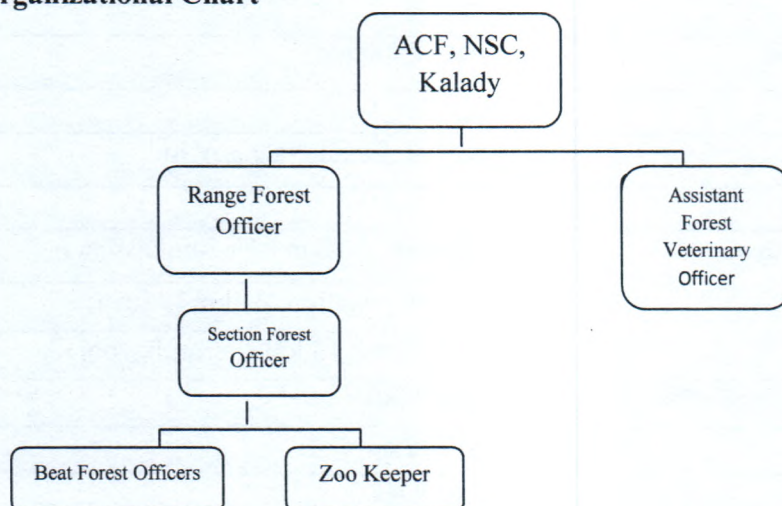 Organizational Chart
ACF, NSC,
Kalady
Range Forest
Officer
Assistant
Forest
Veterinary
Officer
Section Forest
Officer
Beat Forest Officers
Zoo Keeper